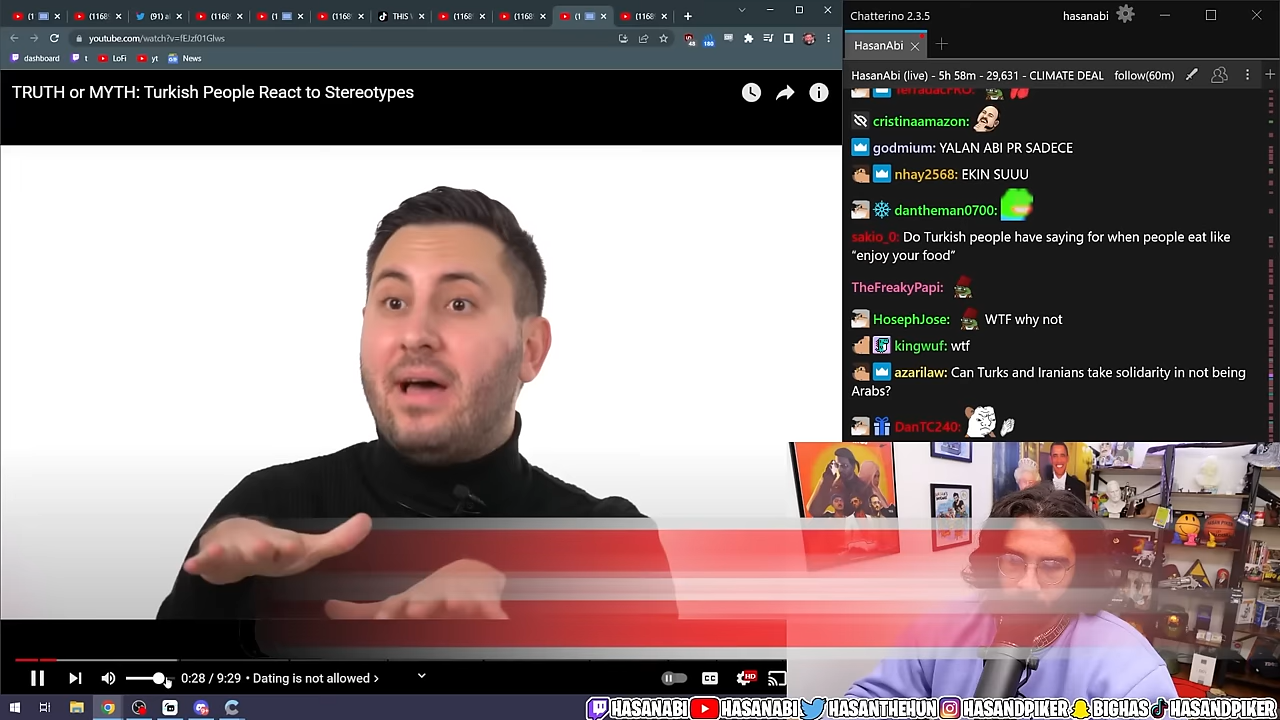 Chatterino 2.3.5
hasanabi
youtube.com/watch?v=fEJzf01GIws
dashboard
t
LoFi
yt
News
HasanAbi
HasanAbi (live) - 5h 58m - 29,631 - CLIMATE DEAL
follow(60m)
TRUTH or MYTH: Turkish People React to Stereotypes
cristinaamazon:
godmium: YALAN ABI PR SADECE
nhay2568: EKIN SUUU
dantheman0700:
sakio_0: Do Turkish people have saying for when people eat like
“enjoy your food”
TheFreakyPapi:
HosephJose: WTF why not
kingwuf: wtf
azarilaw: Can Turks and Iranians take solidarity in not being
Arabs?
DanTC240:
0:28 / 9:29 • Dating is not allowed ›
CC
HD
HASANABI
HASANABI
HASANTHEHUN
HASANDPIKER
BIGHAS
HASANDPIKER